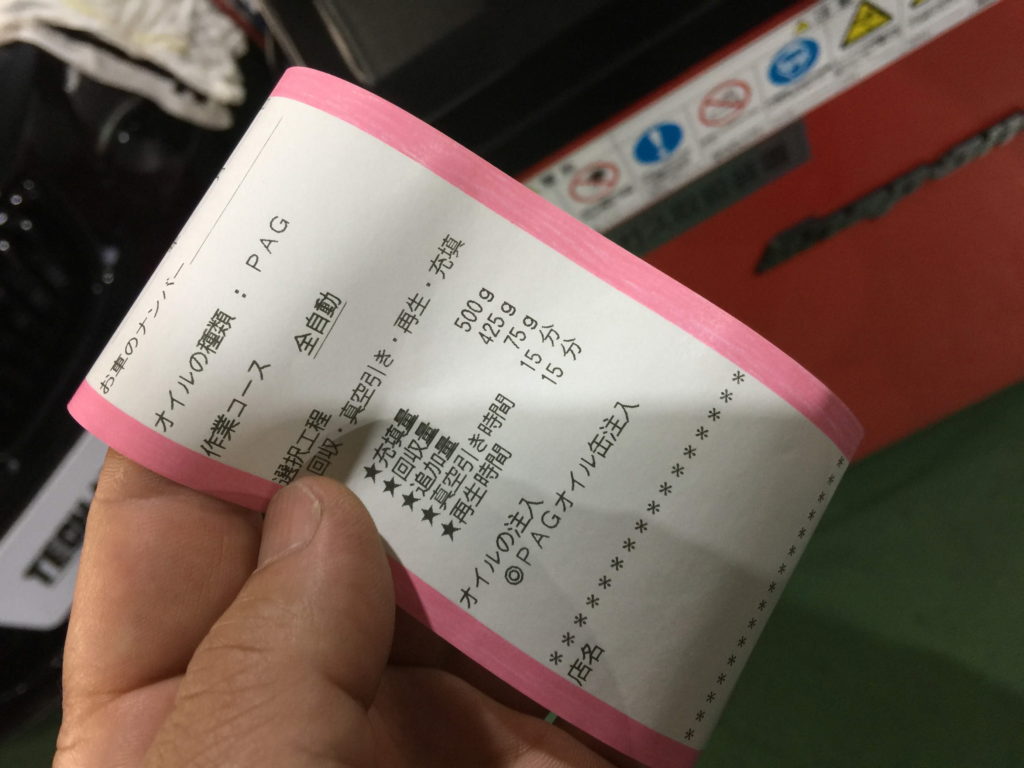 お車のナンバー
オイルの種類 : PAG
作業コース 全自動
選択工程
回収・真空引き・再生・充填
★充填量 500g
★回収量 425g
★追加量 75g
★真空引き時間 15 分
★再生時間 15 分
オイルの注入
◎PAGオイル缶注入
*******************
店名
*******************
TECH